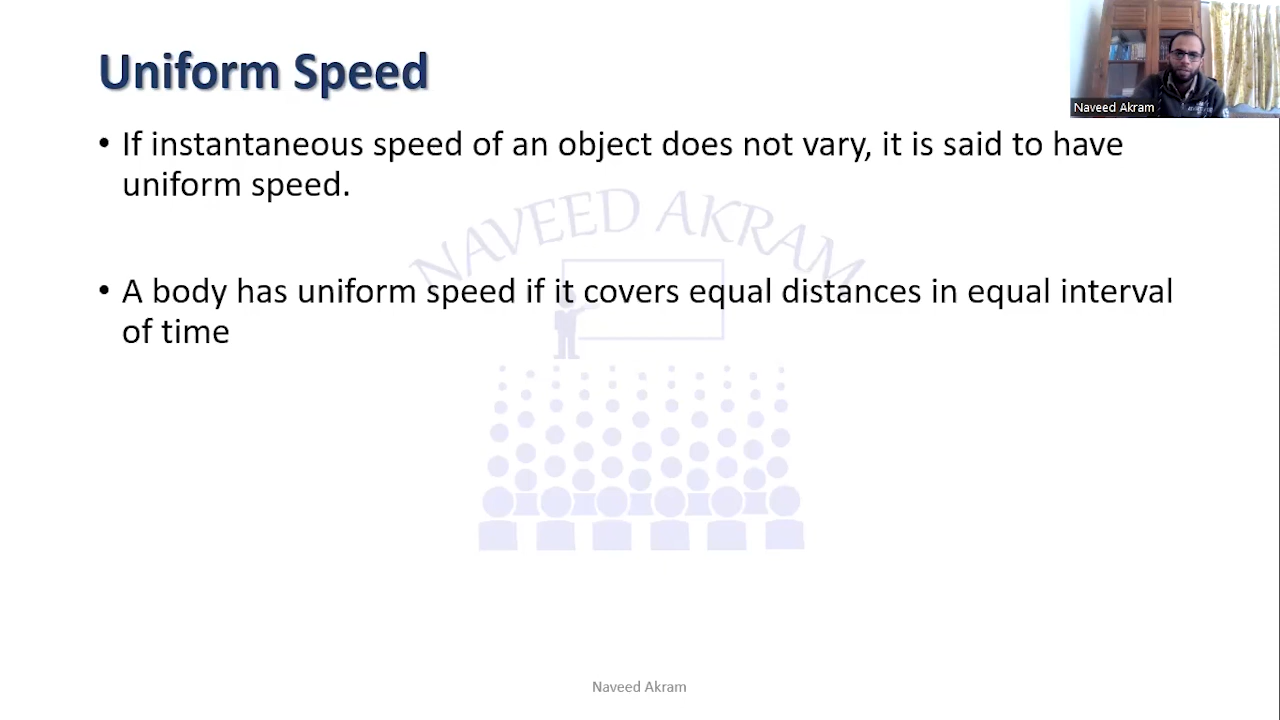 Uniform Speed
Naveed Akram
• If instantaneous speed of an object does not vary, it is said to have
uniform speed.
NAVEED AKRAM
• A body has uniform speed if it covers equal distances in equal interval
of time
Naveed Akram